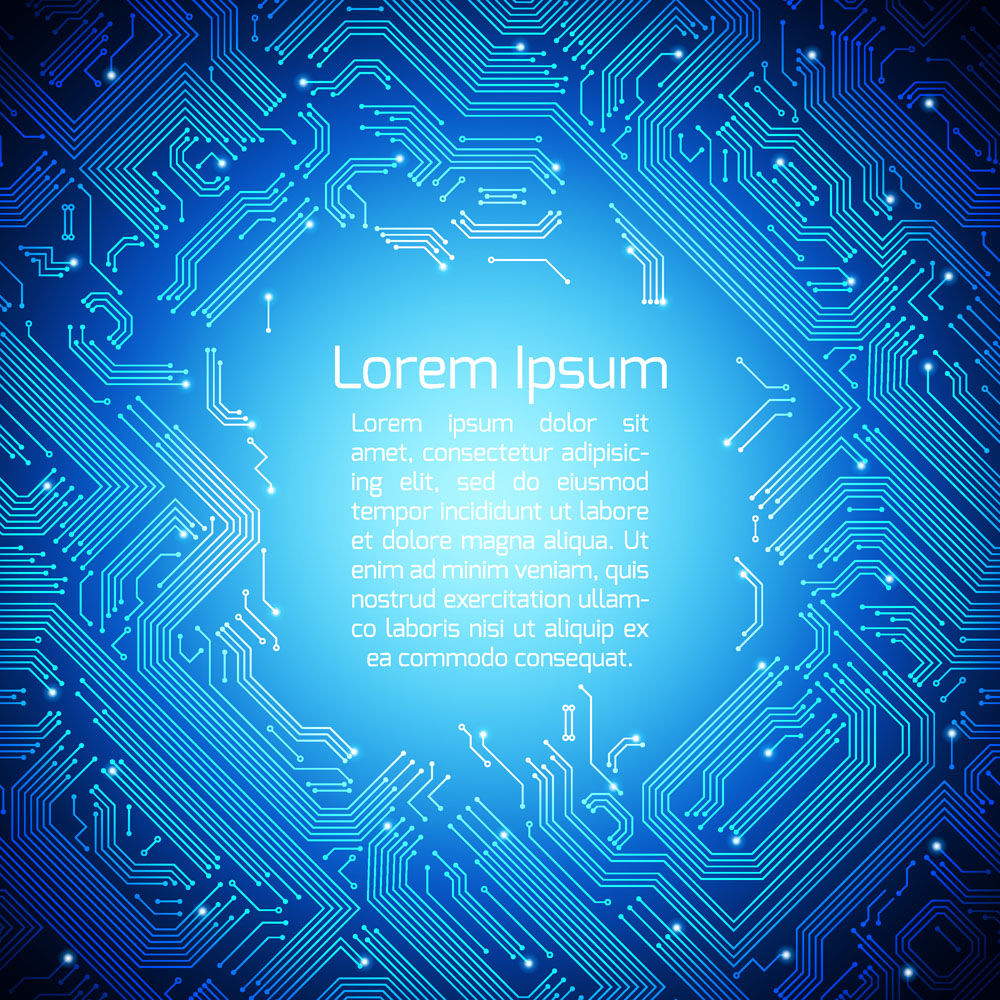 Lorem Ipsum
Lorem ipsum dolor sit
amet, consectetur adipisic-
ing elit, sed do eiusmod
tempor incididunt ut labore
et dolore magna aliqua. Ut
enim ad minim veniam, quis
nostrud exercitation ullam-
co laboris nisi ut aliquip ex
ea commodo consequat.